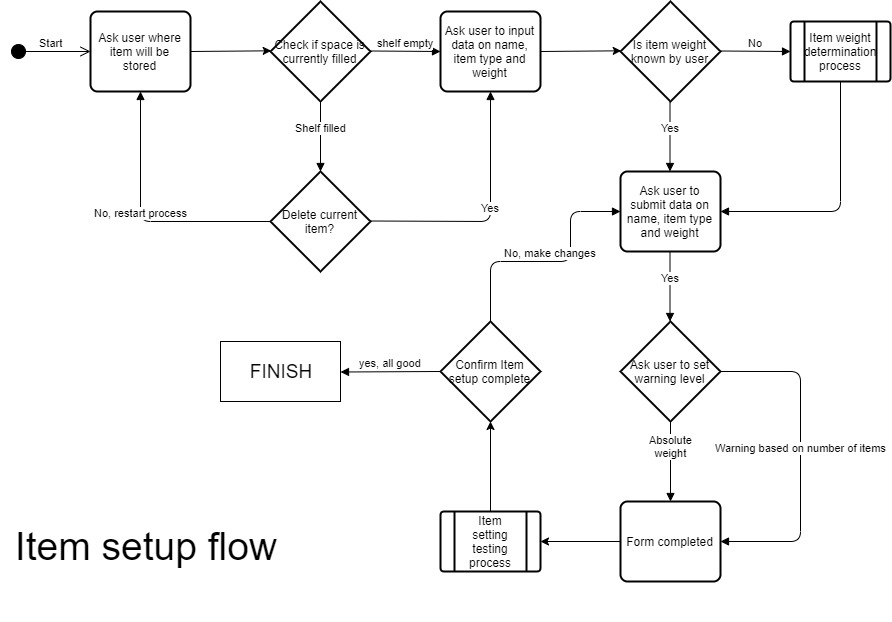 Start
Ask user where
item will be
stored
Check if space is
currently filled
shelf empty
Ask user to input
data on name,
item type and
weight
Is item weight
known by user
No
Item weight
determination
process
Shelf filled
Yes
Delete current
item?
No, restart process
Yes
Ask user to
submit data on
name, item type
and weight
No, make changes
Yes
FINISH
yes, all good
Confirm Item
setup complete
Ask user to set
warning level
Absolute
weight
Warning based on number of items
Item
setting
testing
process
Form completed
Item setup flow